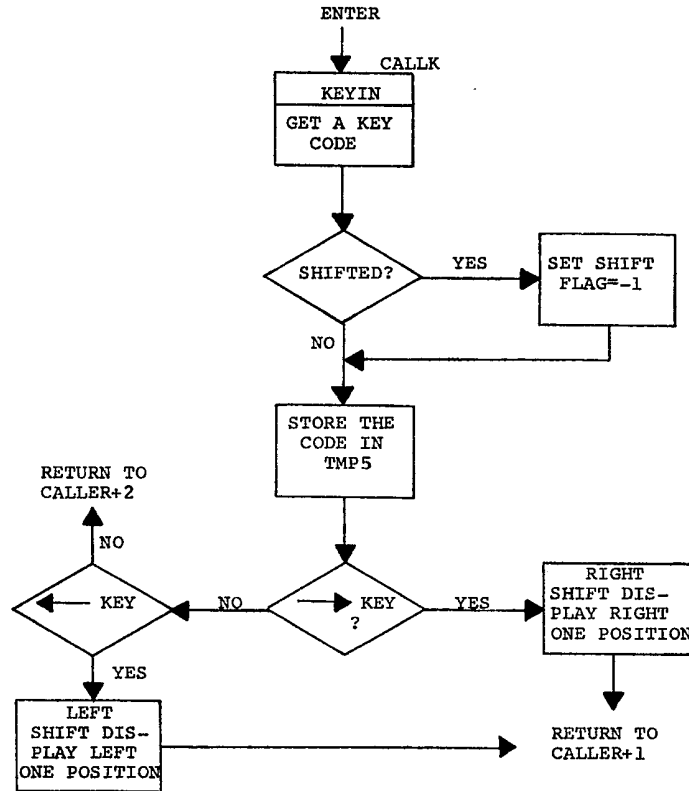 ENTER
CALLK
KEYIN
GET A KEY
CODE
SHIFTED?
YES
SET SHIFT
FLAG=-1
NO
STORE THE
CODE IN
TMP5
RETURN TO
CALLER+2
NO
KEY
NO
KEY
?
YES
RIGHT
SHIFT DIS-
PLAY RIGHT
ONE POSITION
YES
LEFT
SHIFT DIS-
PLAY LEFT
ONE POSITION
RETURN TO
CALLER+1